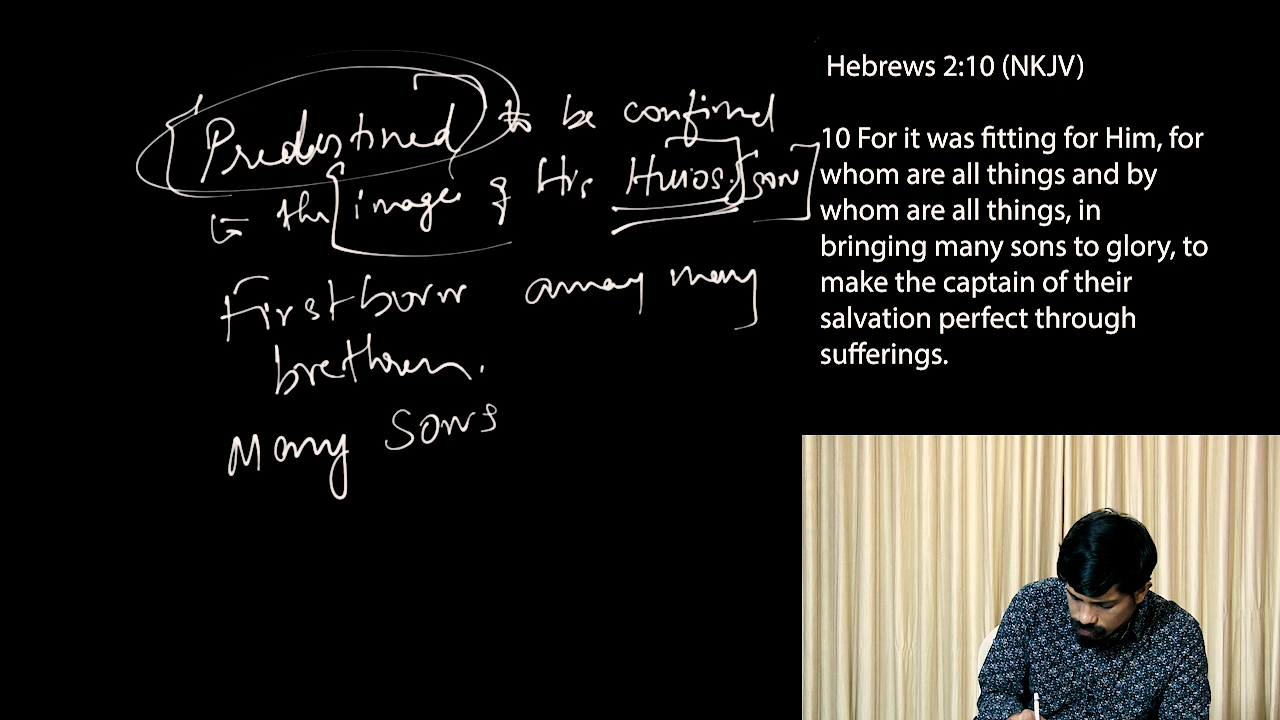 Predestined to be confirmed
to the image of His Huios. son
Firstborn among many
brethren.
Many Sons
Hebrews 2:10 (NKJV)
10 For it was fitting for Him, for
whom are all things and by
whom are all things, in
bringing many sons to glory, to
make the captain of their
salvation perfect through
sufferings.